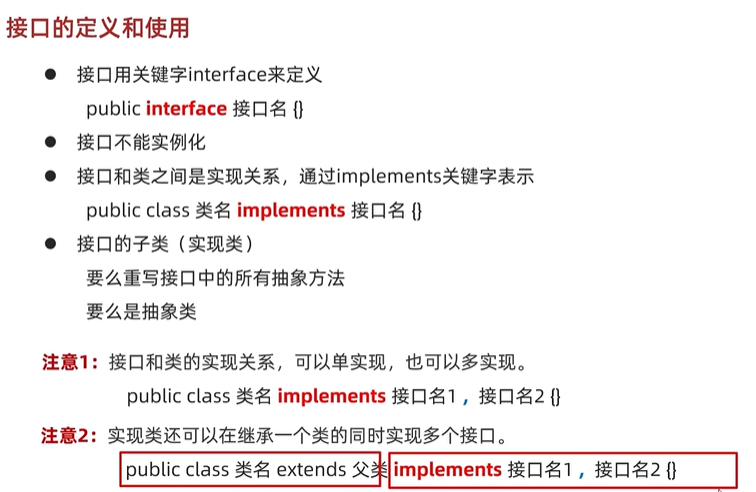 接口的定义和使用
● 接口用关键字interface来定义
public interface 接口名 {}
● 接口不能实例化
● 接口和类之间是实现关系，通过implements关键字表示
public class 类名 implements 接口名 {}
● 接口的子类（实现类）
要么重写接口中的所有抽象方法
要么是抽象类
注意1：接口和类的实现关系，可以单实现，也可以多实现。
public class 类名 implements 接口名1 ，接口名2 {}
注意2：实现类还可以在继承一个类的同时实现多个接口。
public class 类名 extends 父类 implements 接口名1 ，接口名2 {}